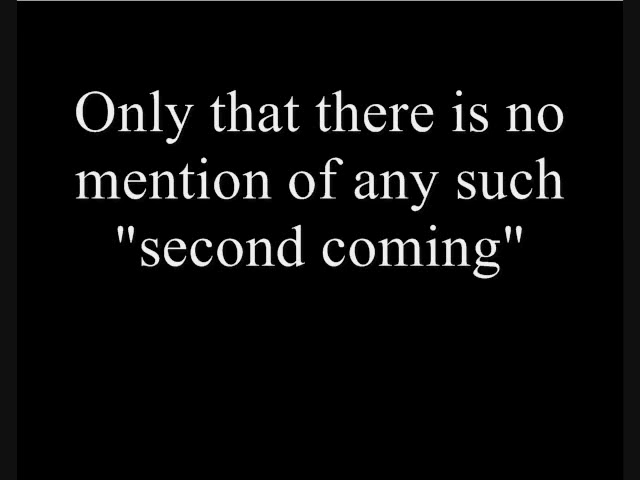 Only that there is no
mention of any such
"second coming"